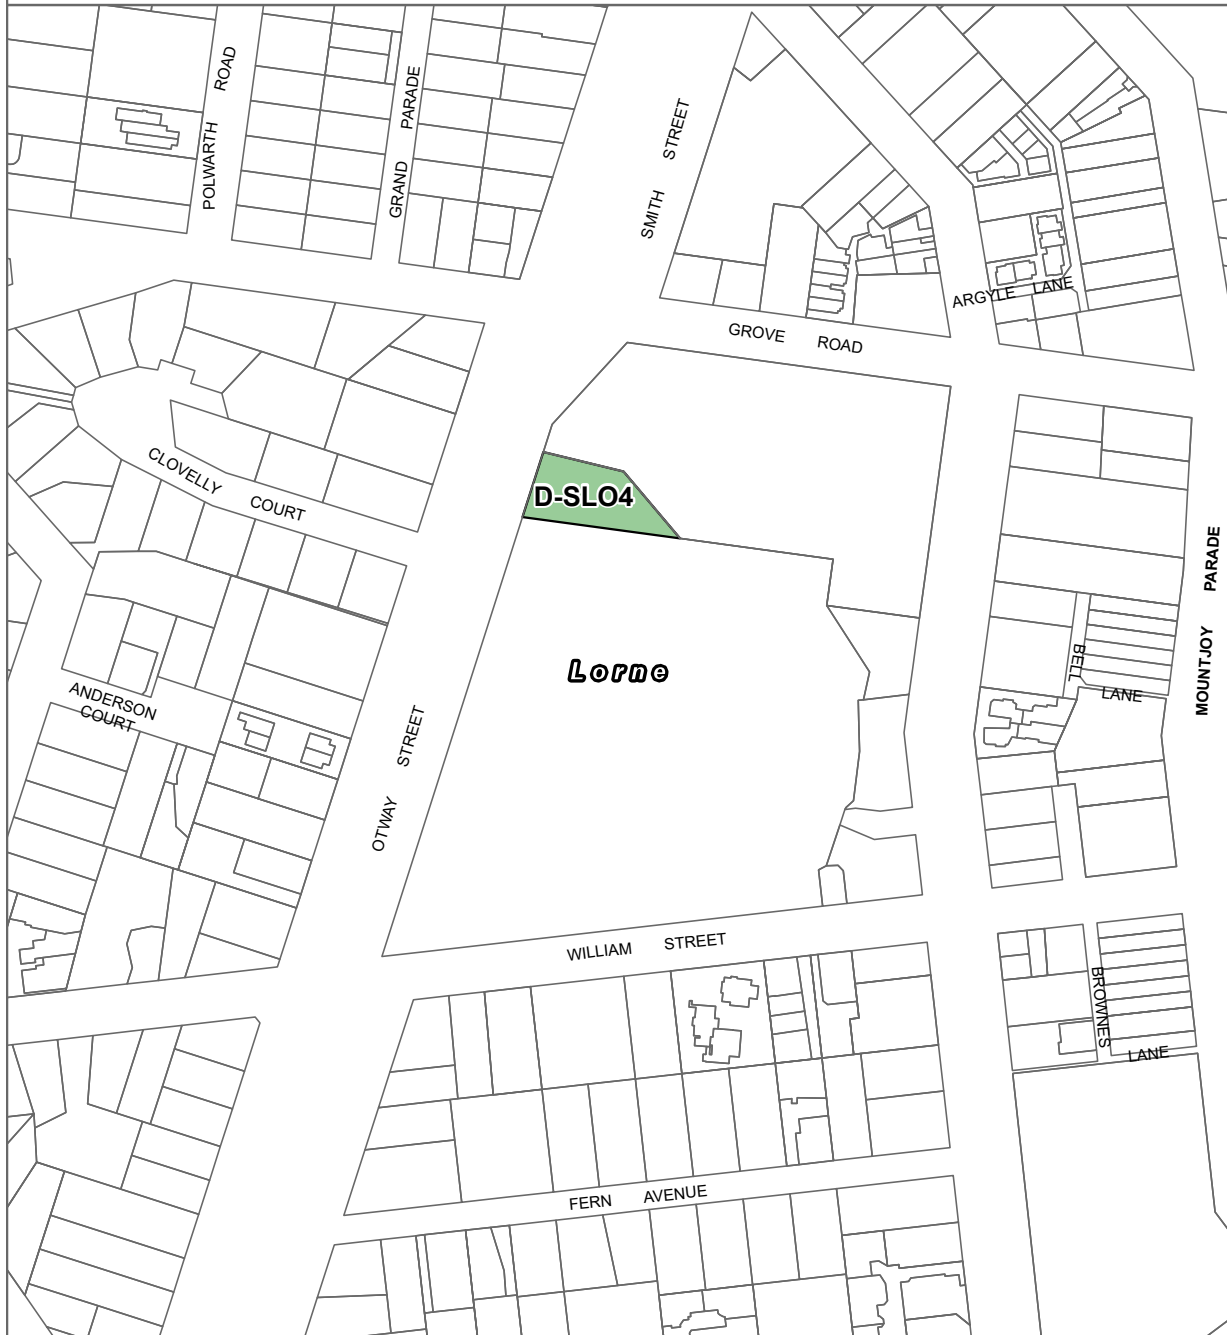 POLWARTH ROAD
GRAND PARADE
SMITH STREET
ARGYLE LANE
GROVE ROAD
CLOVELLY COURT
D-SLO4
MOUNTJOY PARADE
BELL LANE
Lorne
ANDERSON
COURT
OTWAY STREET
WILLIAM STREET
BROWNES LANE
FERN AVENUE